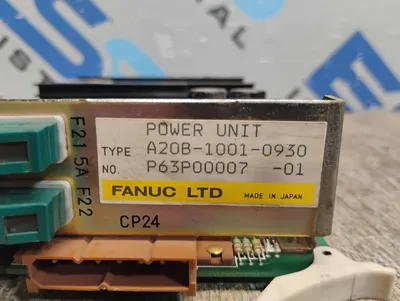 POWER UNIT
TYPE A20B-1001-0930
NO. P63P00007 -01
FANUC LTD MADE IN JAPAN
F21 5A F22
CP24